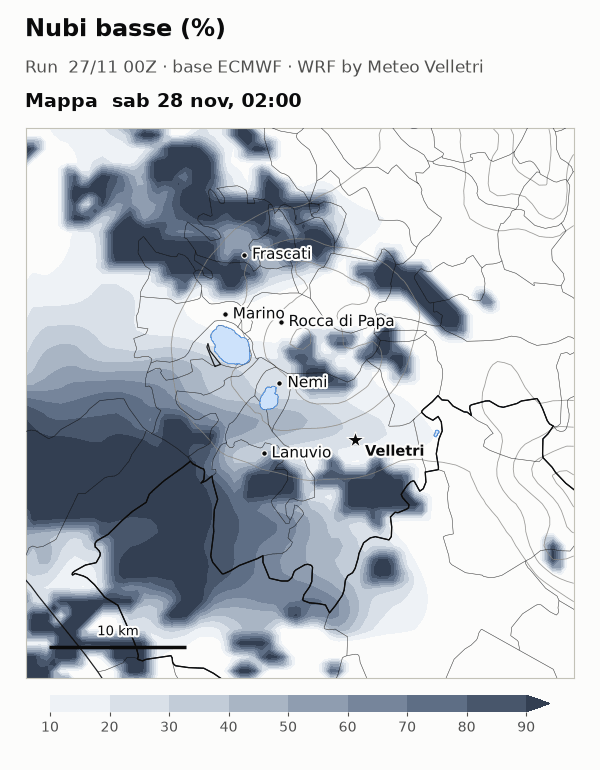 Nubi basse (%)
Run  27/11 00Z · base ECMWF · WRF by Meteo Velletri
Mappa  sab 28 nov, 02:00
Frascati
Marino
Rocca di Papa
Nemi
Velletri
Lanuvio
10 km
10 20 30 40 50 60 70 80 90